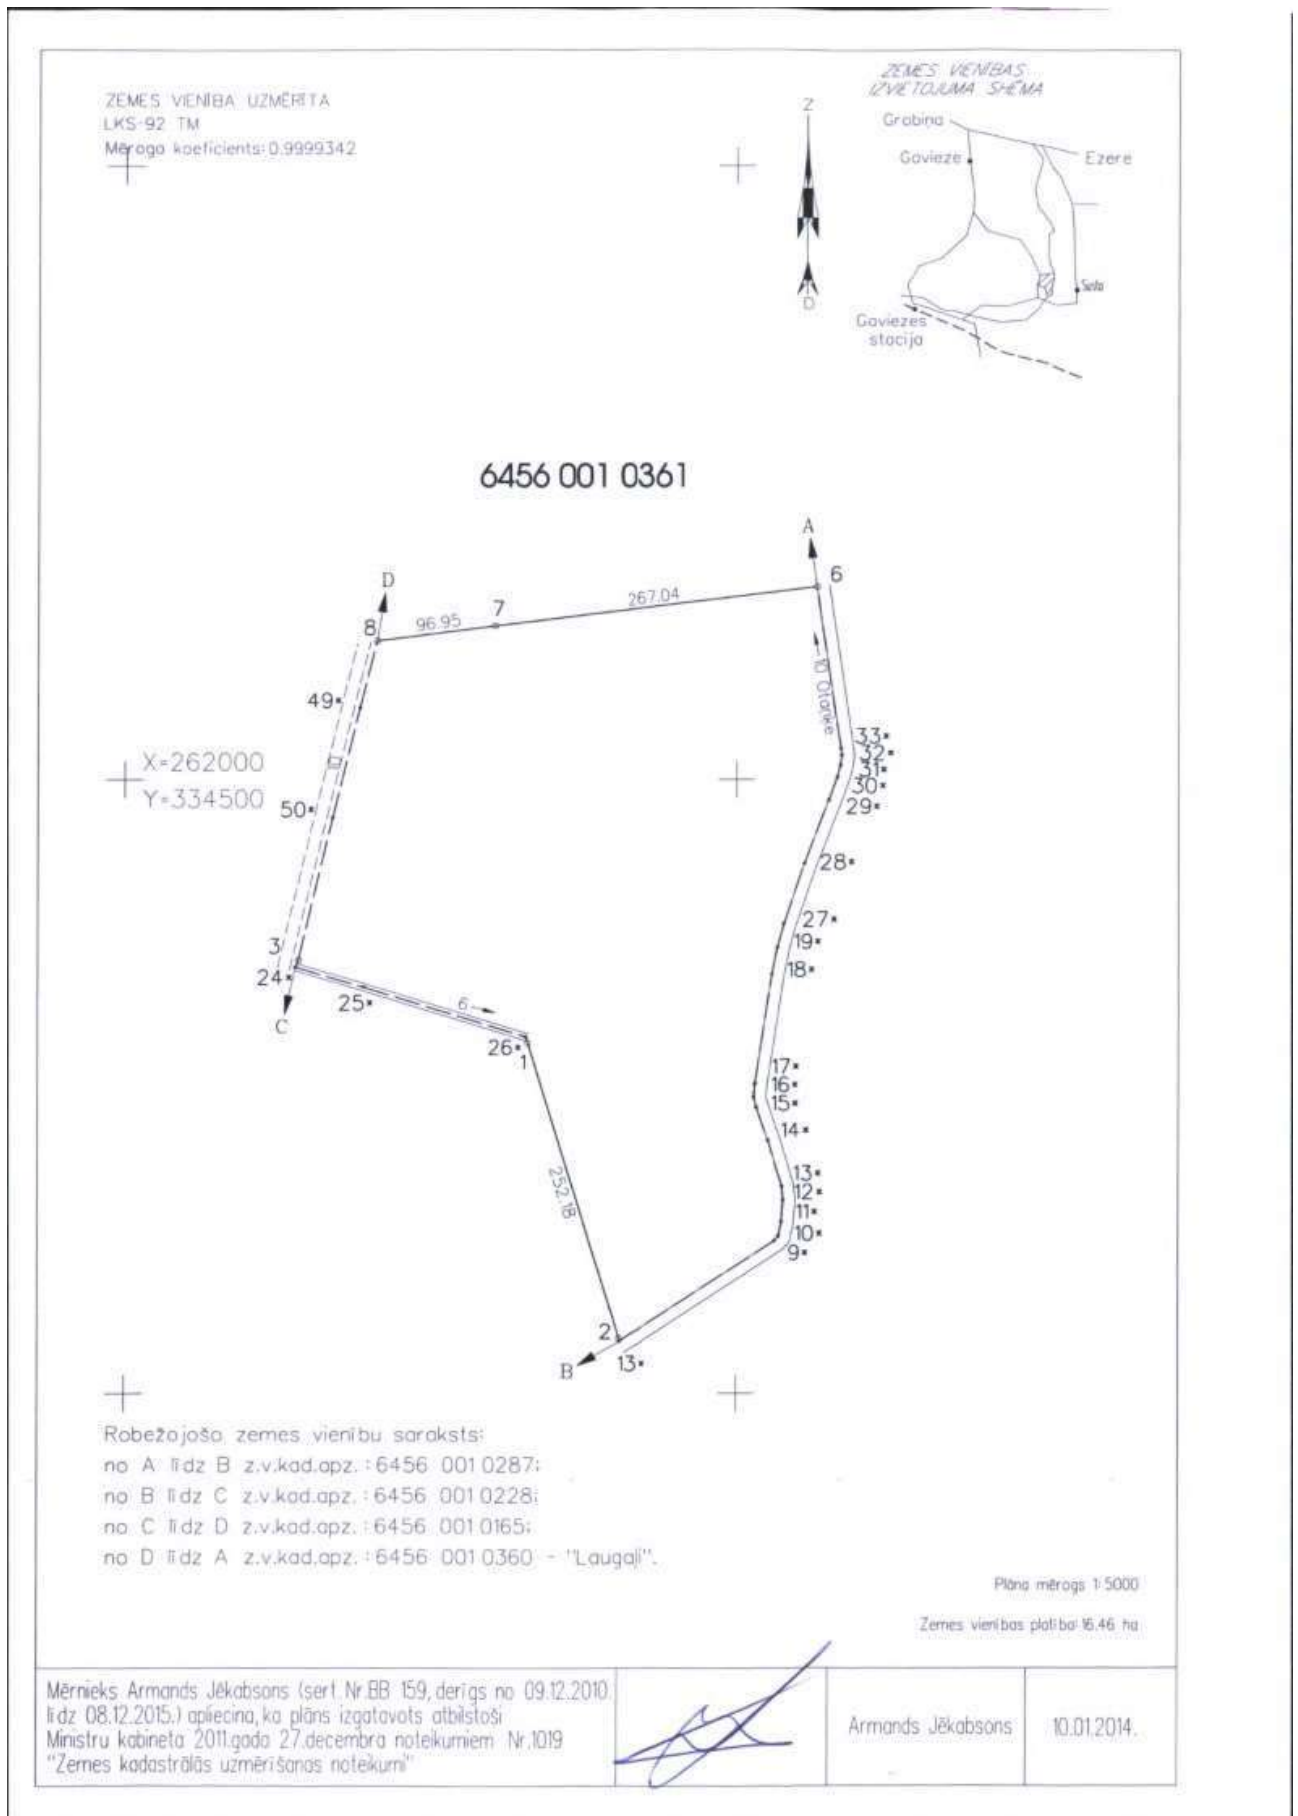 ZEMES VIENĪBA UZMĒRĪTA
LKS-92 TM
Mēroga koeficients: 0.9999342
ZEMES VIENĪBAS
IZVIETOJUMA SHĒMA
Z
D
Grobiņa
Gavieze
Ezere
Gaviezes
stacija
6456 001 0361
A
6
D
8
96.95
7
267.04
10 Otaņķe
49
50
X=262000
Y=334500
33
32
31
30
29
28
27
19
18
3
24
C
25
6
26
1
17
16
15
14
13
12
11
10
9
252.18
2
B
13
Robežojošo zemes vienību saraksts:
no A līdz B z.v.kad.apz. : 6456 001 0287;
no B līdz C z.v.kad.apz. : 6456 001 0228;
no C līdz D z.v.kad.apz. : 6456 001 0165;
no D līdz A z.v.kad.apz. : 6456 001 0360 - "Laugaļi".
Plāna mērogs 1:5000
Zemes vienības platība: 16.46 ha
Mērnieks Armands Jēkabsons (sert. Nr.BB 159, derīgs no 09.12.2010.
līdz 08.12.2015.) apliecina, ka plāns izgatavots atbilstoši
Ministru kabineta 2011.gada 27.decembra noteikumiem Nr.1019
"Zemes kadastrālās uzmērīšanas noteikumi"
Armands Jēkabsons
10.01.2014.